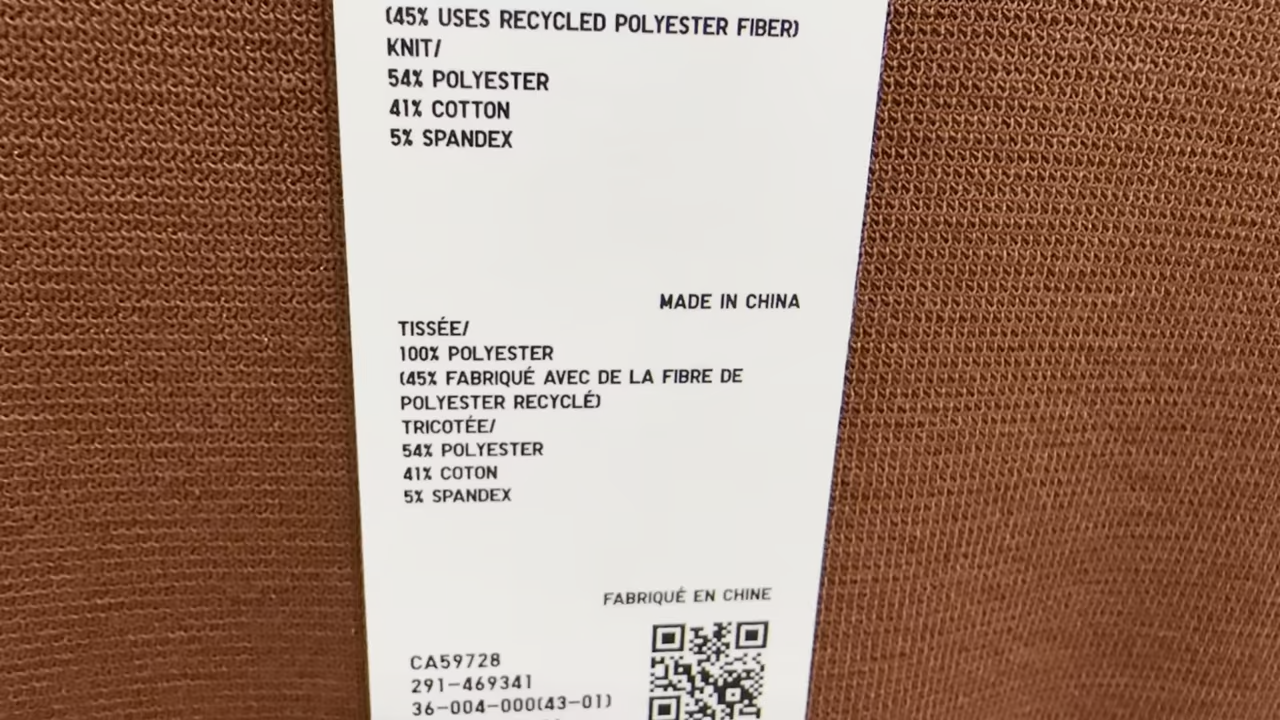 (45% USES RECYCLED POLYESTER FIBER)
KNIT/
54% POLYESTER
41% COTTON
5% SPANDEX
MADE IN CHINA
TISSÉE/
100% POLYESTER
(45% FABRIQUÉ AVEC DE LA FIBRE DE
POLYESTER RECYCLÉ)
TRICOTÉE/
54% POLYESTER
41% COTON
5% SPANDEX
FABRIQUÉ EN CHINE
CA59728
291-469341
36-004-000(43-01)